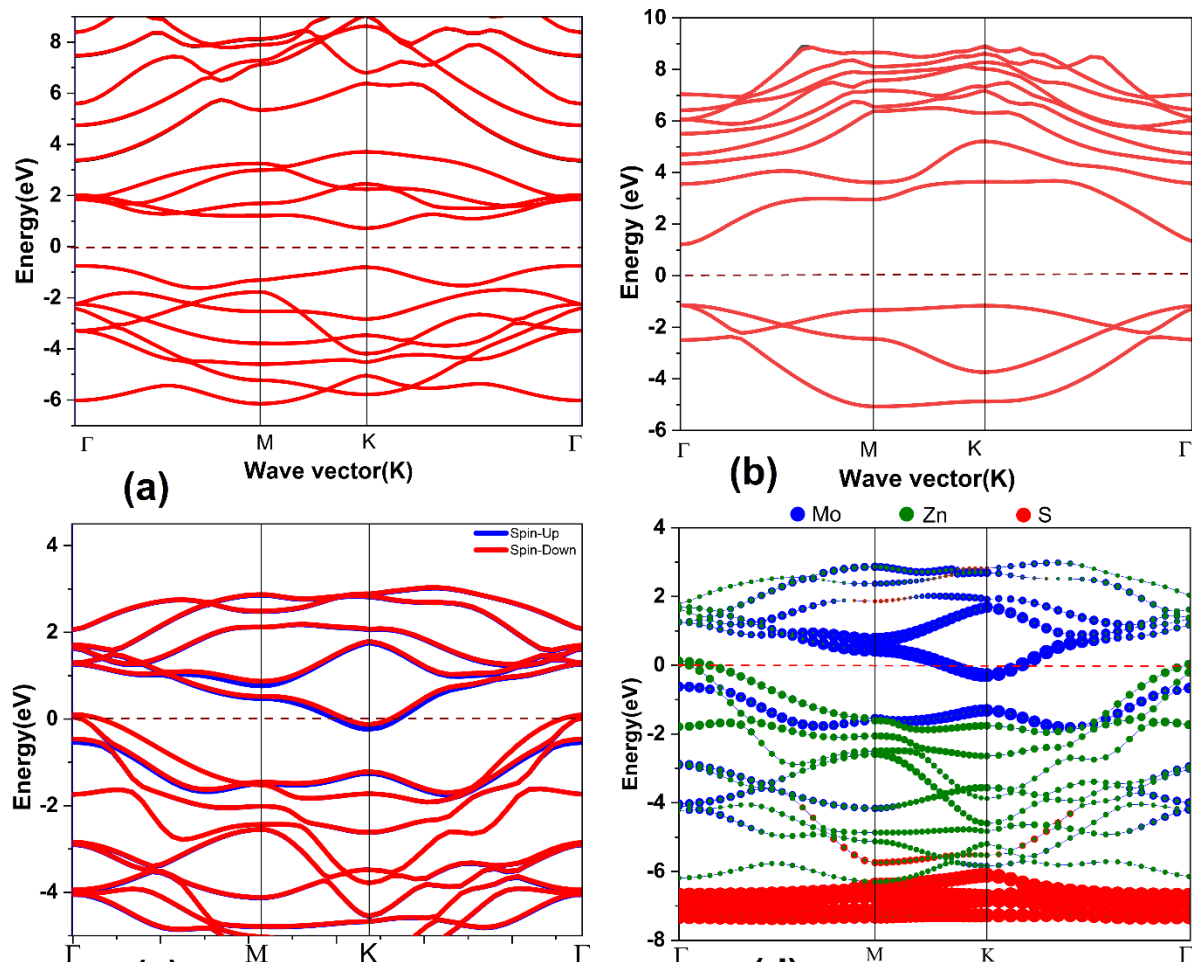 Energy(eV)
8
6
4
2
0
-2
-4
-6
Γ M K Γ
Wave vector(K)
(a)
Energy (eV)
10
8
6
4
2
0
-2
-4
-6
Γ M K Γ
Wave vector(K)
(b)
Spin-Up
Spin-Down
Energy(eV)
4
2
0
-2
-4
Γ M K Γ
Mo Zn S
Energy(eV)
4
2
0
-2
-4
-6
-8
Γ M K Γ